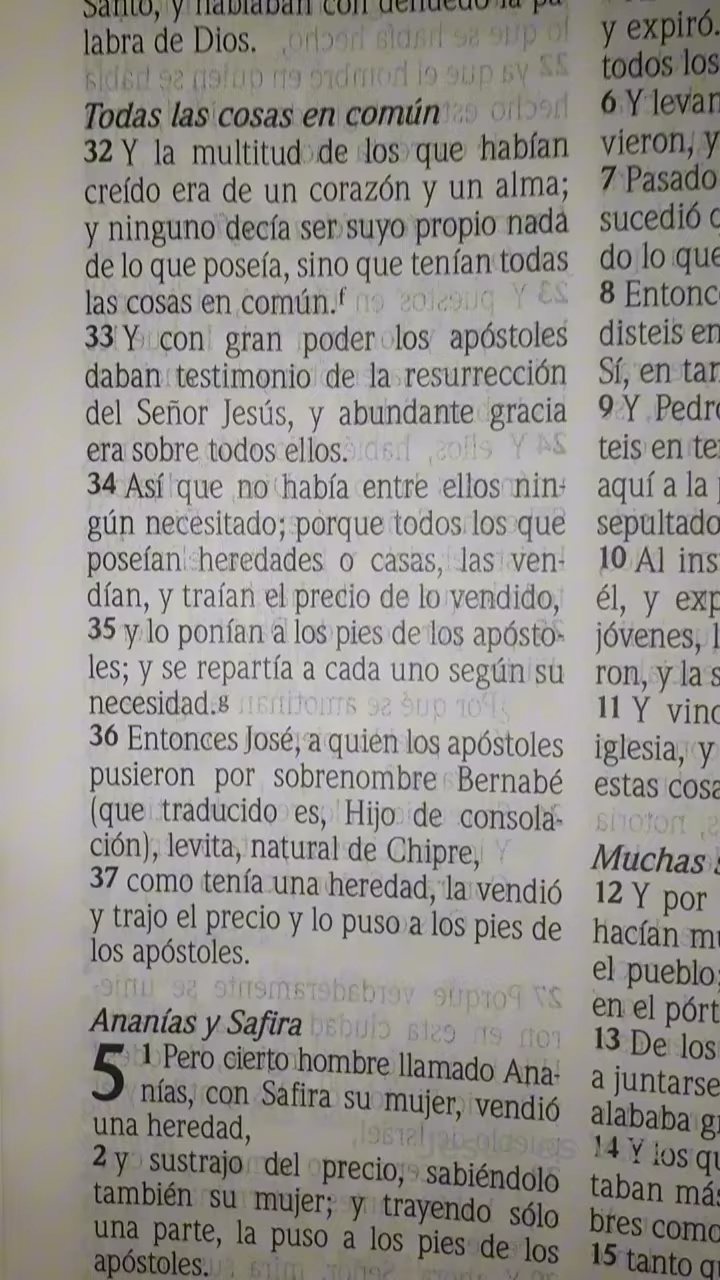 Santo, y hablaban con denuedo la pa-
labra de Dios.
Todas las cosas en común
32 Y la multitud de los que habían
creído era de un corazón y un alma;
y ninguno decía ser suyo propio nada
de lo que poseía, sino que tenían todas
las cosas en común.f
33 Y con gran poder los apóstoles
daban testimonio de la resurrección
del Señor Jesús, y abundante gracia
era sobre todos ellos.
34 Así que no había entre ellos nin-
gún necesitado; porque todos los que
poseían heredades o casas, las ven-
dían, y traían el precio de lo vendido,
35 y lo ponían a los pies de los apósto-
les; y se repartía a cada uno según su
necesidad.g
36 Entonces José, a quien los apóstoles
pusieron por sobrenombre Bernabé
(que traducido es, Hijo de consola-
ción), levita, natural de Chipre,
37 como tenía una heredad, la vendió
y trajo el precio y lo puso a los pies de
los apóstoles.
Ananías y Safira
5 1 Pero cierto hombre llamado Ana-
nías, con Safira su mujer, vendió
una heredad,
2 y sustrajo del precio, sabiéndolo
también su mujer; y trayendo sólo
una parte, la puso a los pies de los
apóstoles.
y expiró.
todos los
6 Y levan
vieron, y
7 Pasado
sucedió
do lo que
8 Entonc
disteis en
Sí, en tan
9 Y Pedro
teis en te
aquí a la
sepultado
10 Al ins
él, y exp
jóvenes, l
ron, y la s
11 Y vino
iglesia, y
estas cosa
Muchas
12 Y por
hacían mu
el pueblo;
en el pórt
13 De los
a juntarse
alababa g
14 Y los qu
taban más
bres como
15 tanto q